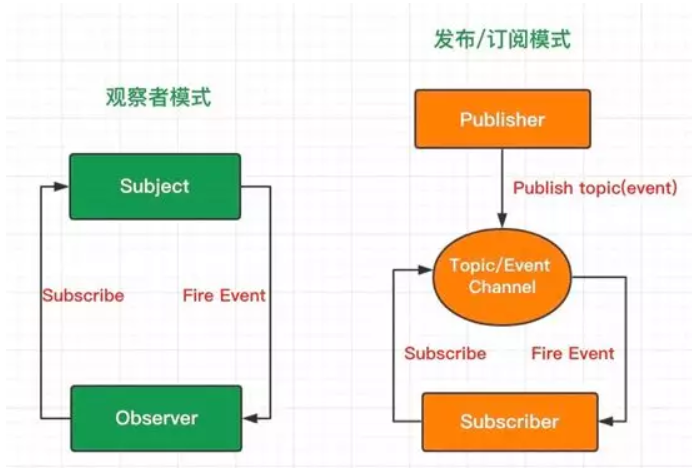 观察者模式
Subject
Subscribe
Fire Event
Observer
发布/订阅模式
Publisher
Publish topic(event)
Topic/Event
Channel
Subscribe
Fire Event
Subscriber